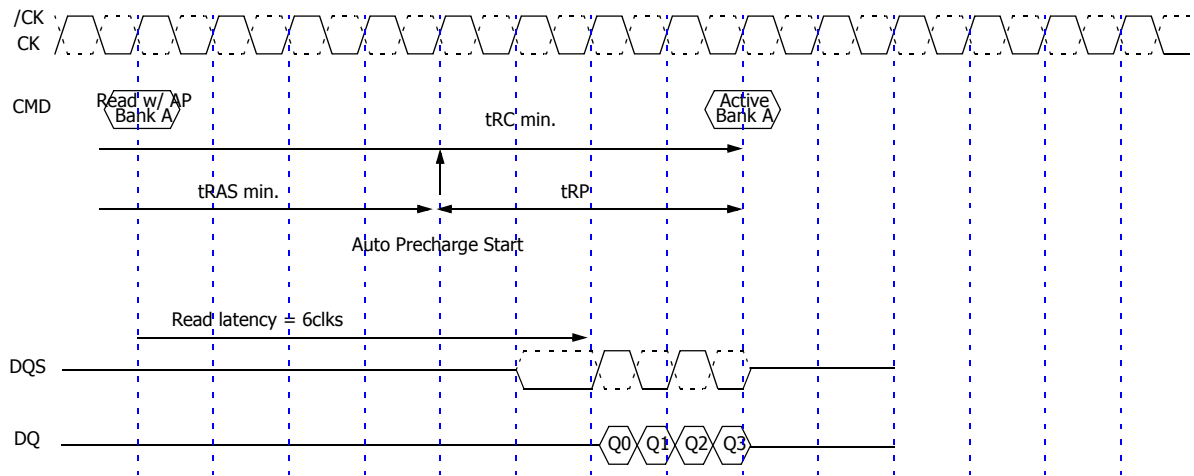 /CK
CK
CMD
Read w/ AP
Bank A
Active
Bank A
tRC min.
tRAS min.
tRP
Auto Precharge Start
Read latency = 6clks
DQS
DQ
Q0 Q1 Q2 Q3